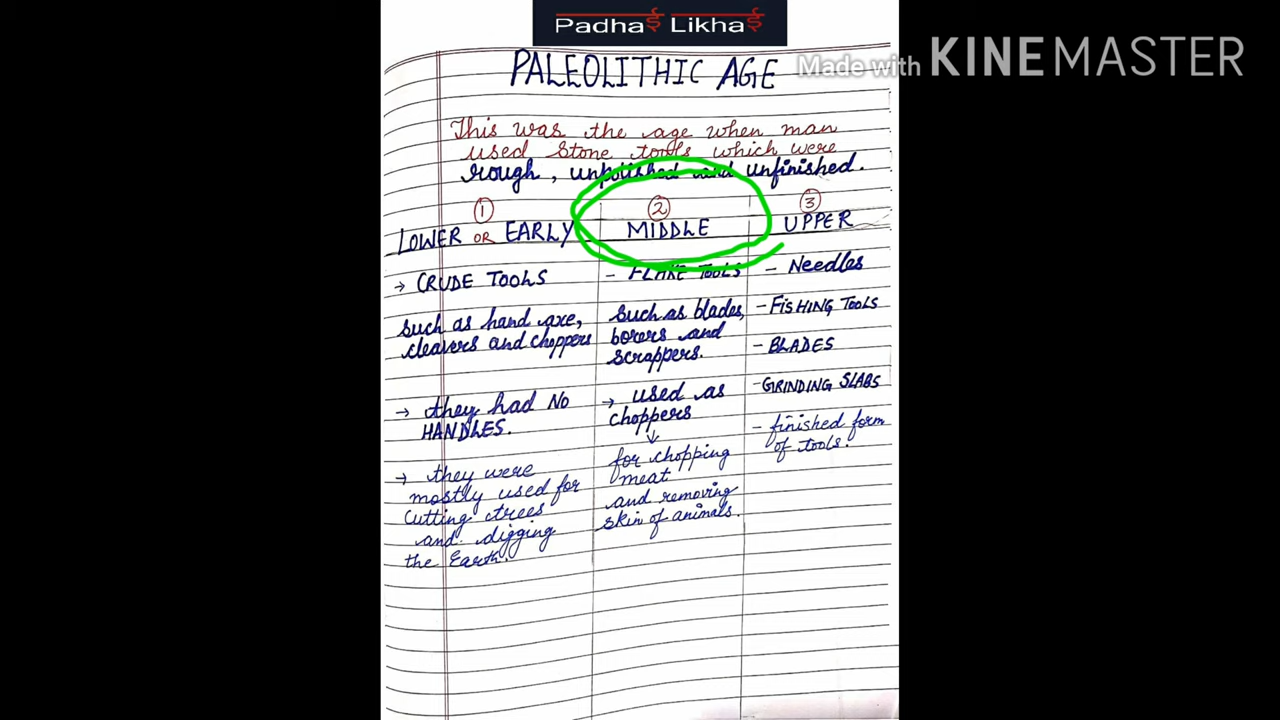 Padhaई Likhaई
Made with KINEMASTER
PALEOLITHIC AGE
This was the age when man
used stone tools which were
rough, unpolished and unfinished.
①
LOWER OR EARLY
→ CRUDE TOOLS
such as hand axe,
cleavers and choppers
→ they had NO
HANDLES.
→ they were
mostly used for
cutting trees
and digging
the Earth.
②
MIDDLE
- FLAKE TOOLS
such as blades,
borers and
scrappers.
→ used as
choppers
↓
for chopping
meat
and removing
skin of animals.
③
UPPER
- Needles
- FISHING TOOLS
- BLADES
- GRINDING SLABS
- finished form
of tools.